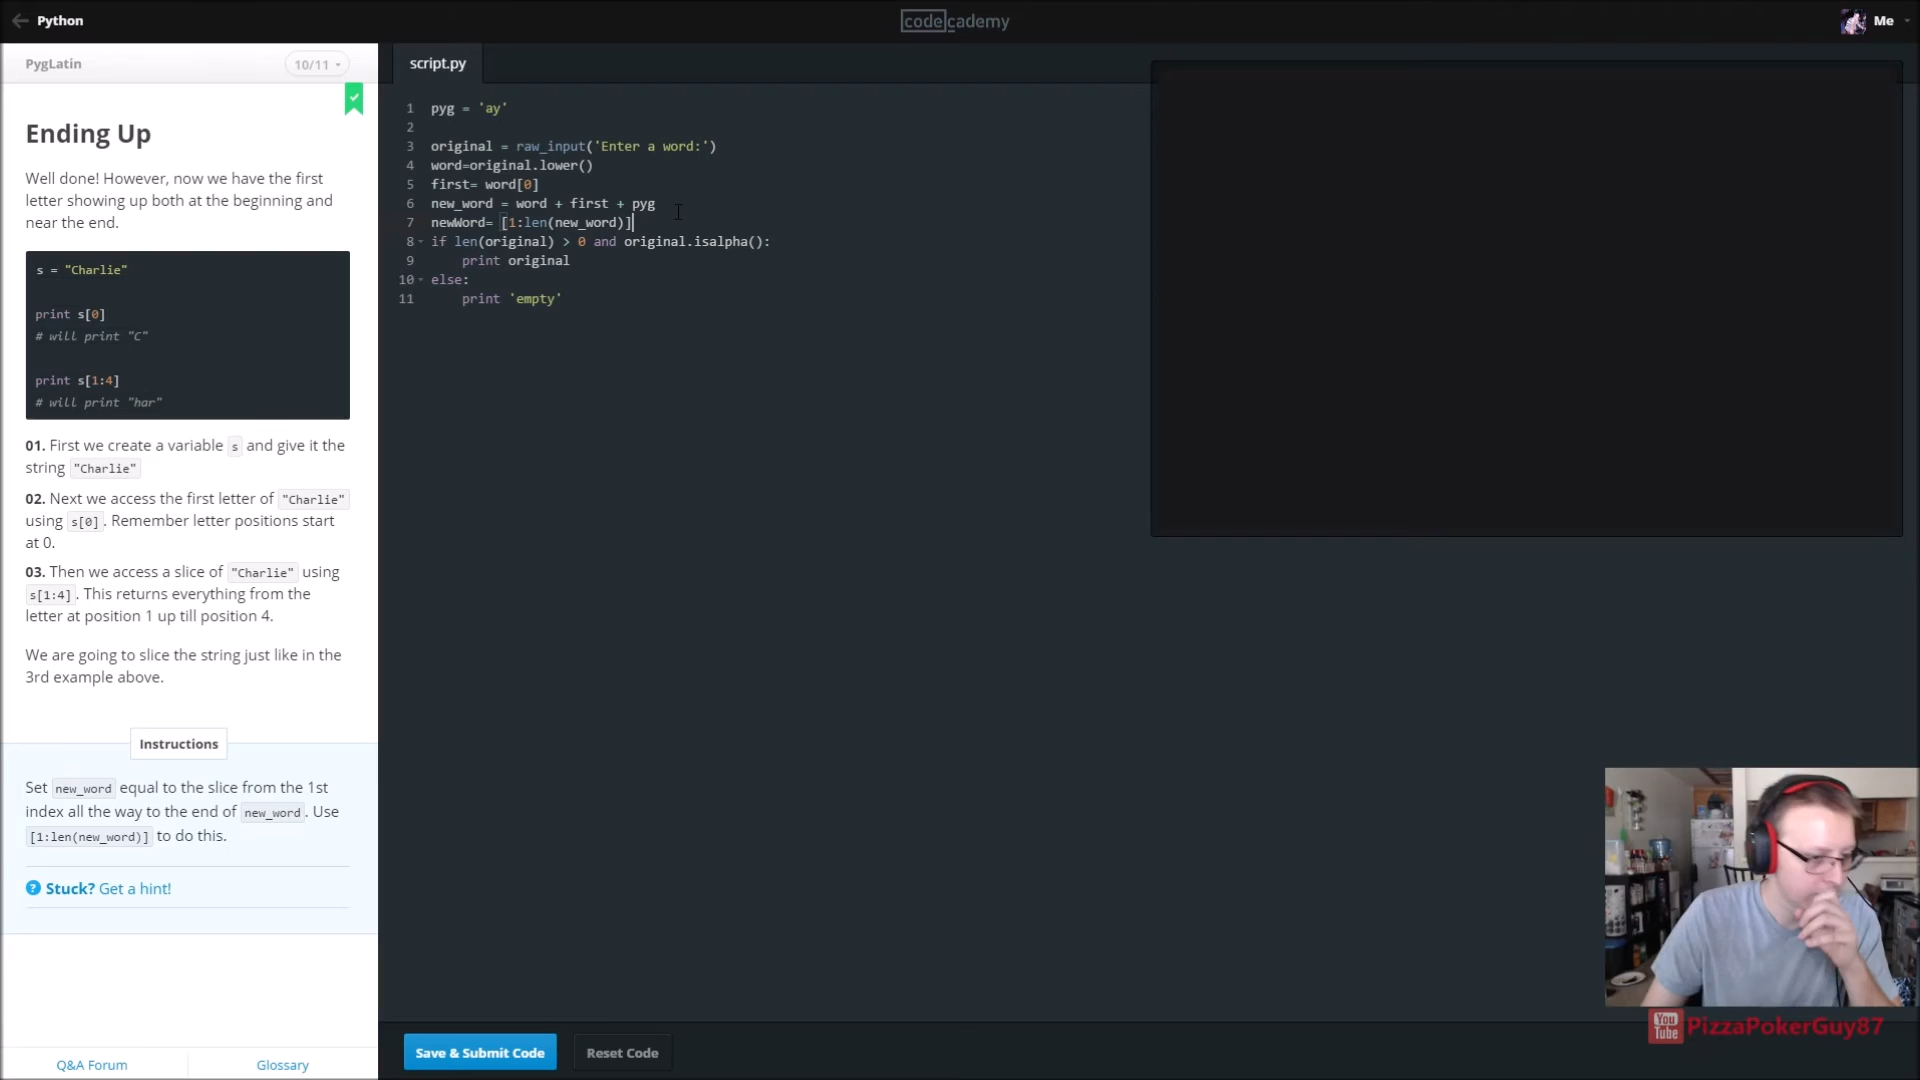 Python
codecademy
Me
PygLatin
10/11
script.py
Ending Up
Well done! However, now we have the first
letter showing up both at the beginning and
near the end.
s = "Charlie"
print s[0]
# will print "C"
print s[1:4]
# will print "har"
01. First we create a variable s and give it the
string "Charlie"
02. Next we access the first letter of "Charlie"
using s[0]. Remember letter positions start
at 0.
03. Then we access a slice of "Charlie" using
s[1:4]. This returns everything from the
letter at position 1 up till position 4.
We are going to slice the string just like in the
3rd example above.
Instructions
Set new_word equal to the slice from the 1st
index all the way to the end of new_word. Use
[1:len(new_word)] to do this.
? Stuck? Get a hint!
Q&A Forum
Glossary
1 pyg = 'ay'
2
3 original = raw_input('Enter a word:')
4 word=original.lower()
5 first= word[0]
6 new_word = word + first + pyg
7 newWord= [1:len(new_word)]
8 if len(original) > 0 and original.isalpha():
9 print original
10 else:
11 print 'empty'
Save & Submit Code
Reset Code
You Tube PizzaPokerGuy87